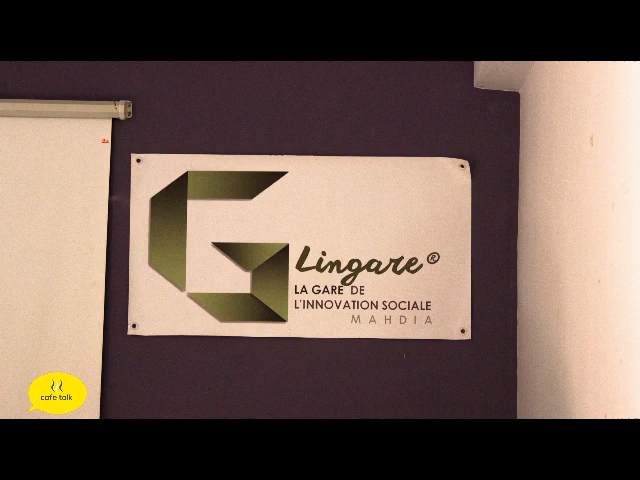 Lingare®
LA GARE DE
L'INNOVATION SOCIALE
MAHDIA
cafe talk